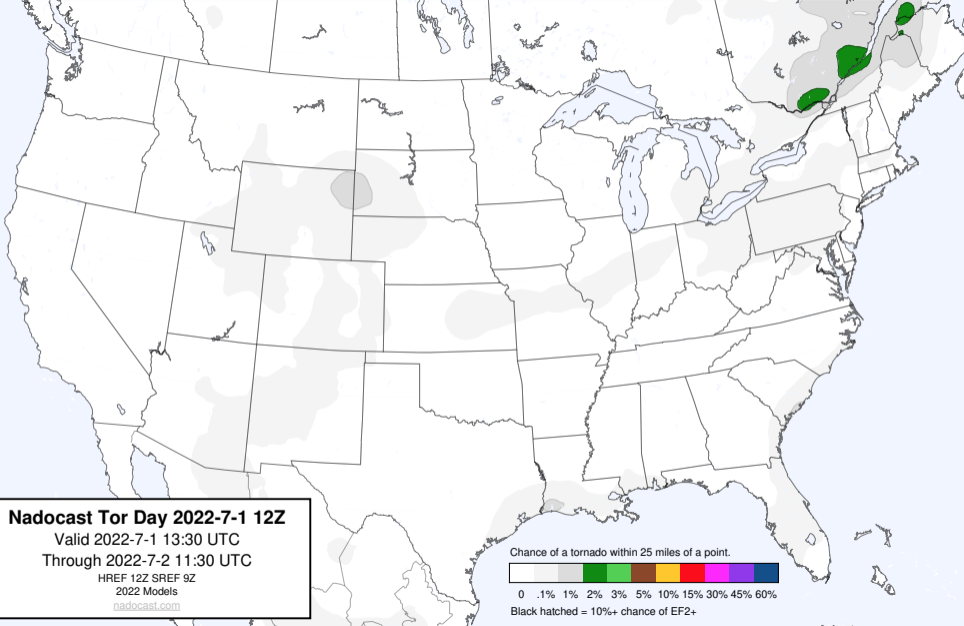 Nadocast Tor Day 2022-7-1 12Z
Valid 2022-7-1 13:30 UTC
Through 2022-7-2 11:30 UTC
HREF 12Z SREF 9Z
2022 Models
nadocast.com
Chance of a tornado within 25 miles of a point.
0 .1% 1% 2% 3% 5% 10% 15% 30% 45% 60%
Black hatched = 10%+ chance of EF2+